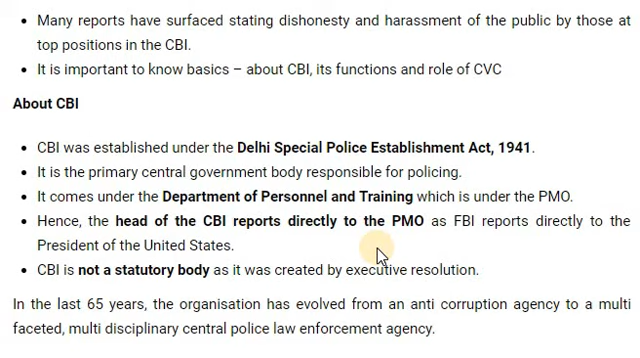 • Many reports have surfaced stating dishonesty and harassment of the public by those at
top positions in the CBI.
• It is important to know basics – about CBI, its functions and role of CVC
About CBI
• CBI was established under the Delhi Special Police Establishment Act, 1941.
• It is the primary central government body responsible for policing.
• It comes under the Department of Personnel and Training which is under the PMO.
• Hence, the head of the CBI reports directly to the PMO as FBI reports directly to the
President of the United States.
• CBI is not a statutory body as it was created by executive resolution.
In the last 65 years, the organisation has evolved from an anti corruption agency to a multi
faceted, multi disciplinary central police law enforcement agency.